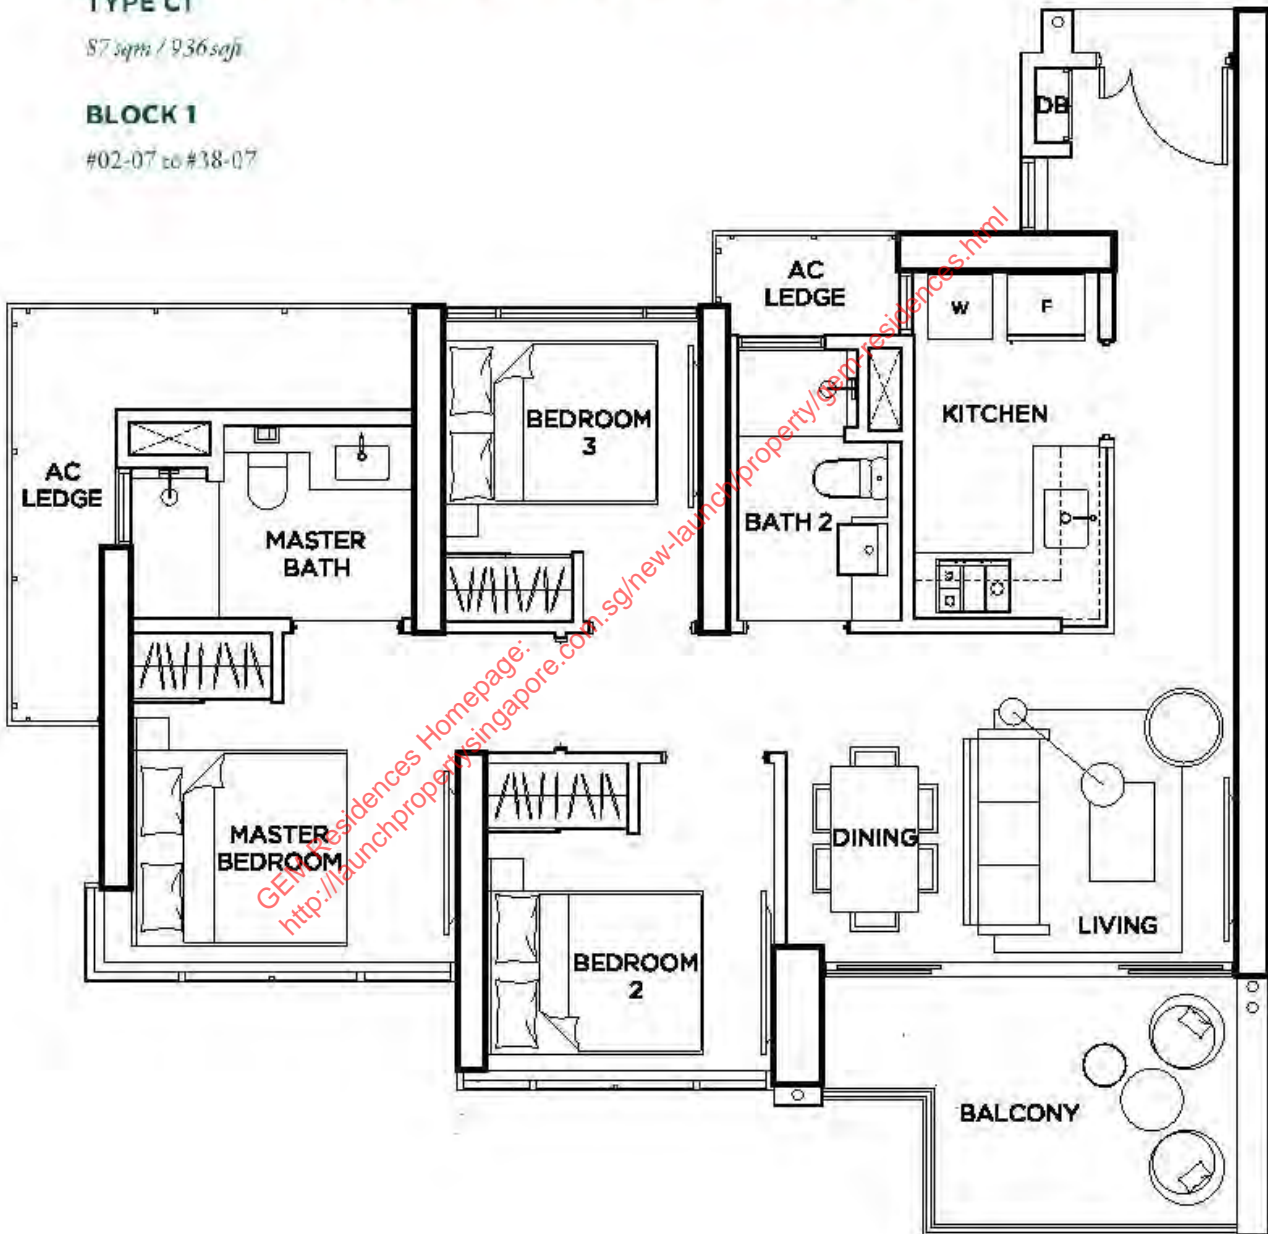 TYPE C1
87 sqm / 936 sqft
BLOCK 1
#02-07 to #38-07
DB
AC
LEDGE
W
F
KITCHEN
BEDROOM
3
AC
LEDGE
MASTER
BATH
BATH 2
MASTER
BEDROOM
DINING
LIVING
BEDROOM
2
BALCONY
GEM Residences Homepage:
http://launchpropertysingapore.com.sg/new-launch/property/gem-residences.html